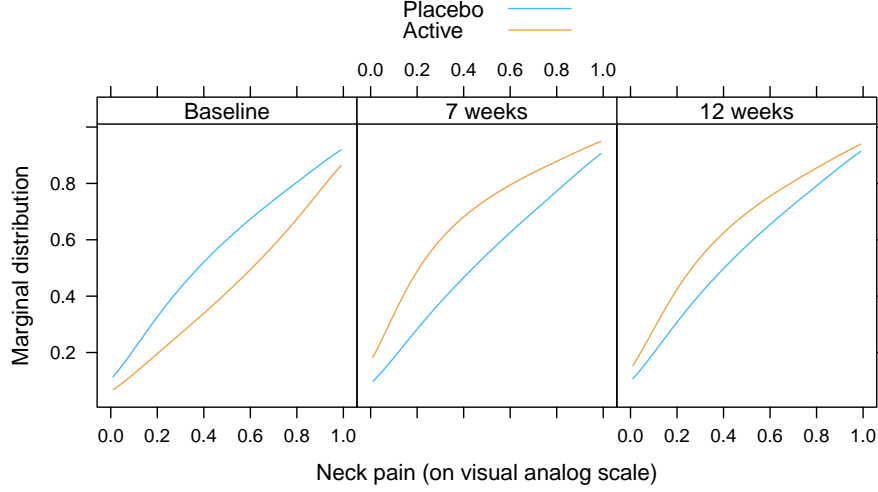 Placebo
Active
0.0 0.2 0.4 0.6 0.8 1.0
Baseline 7 weeks 12 weeks
0.8
0.6
0.4
0.2
Marginal distribution
0.0 0.2 0.4 0.6 0.8 1.0 0.0 0.2 0.4 0.6 0.8 1.0
Neck pain (on visual analog scale)